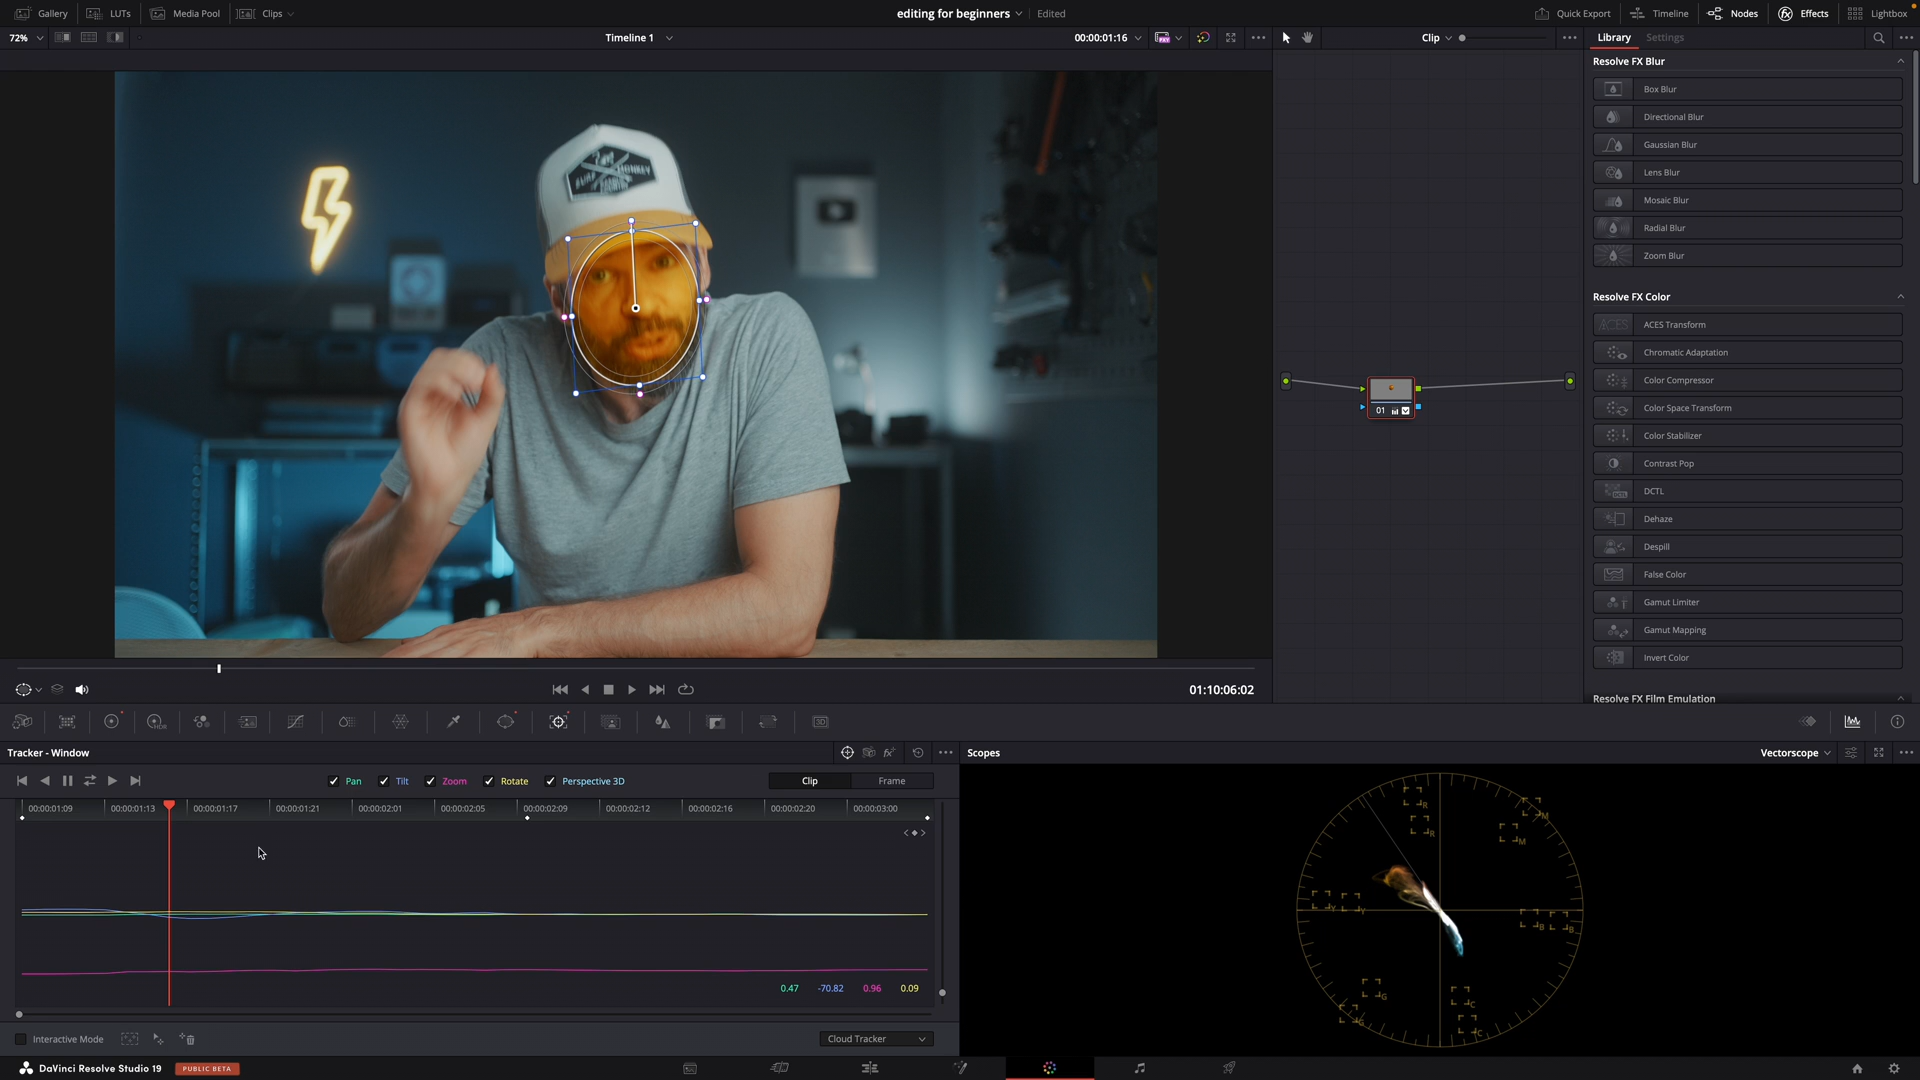 Gallery
LUTs
Media Pool
Clips
editing for beginners
Edited
Quick Export
Timeline
Nodes
Effects
Lightbox
72%
Timeline 1
00:00:01:16
Clip
Library
Settings
Resolve FX Blur
Box Blur
Directional Blur
Gaussian Blur
Lens Blur
Mosaic Blur
Radial Blur
Zoom Blur
Resolve FX Color
ACES
ACES Transform
Chromatic Adaptation
Color Compressor
Color Space Transform
Color Stabilizer
Contrast Pop
DCTL
DCTL
Dehaze
Despill
False Color
Gamut Limiter
Gamut Mapping
Invert Color
Resolve FX Film Emulation
01
01:10:06:02
HDR
3D
Tracker - Window
fx
Scopes
Vectorscope
Pan
Tilt
Zoom
Rotate
Perspective 3D
Clip
Frame
00:00:01:09
00:00:01:13
00:00:01:17
00:00:01:21
00:00:02:01
00:00:02:05
00:00:02:09
00:00:02:12
00:00:02:16
00:00:02:20
00:00:03:00
0.47
-70.82
0.96
0.09
R
R
M
M
Y
Y
B
B
G
G
C
C
Interactive Mode
Cloud Tracker
DaVinci Resolve Studio 19
PUBLIC BETA